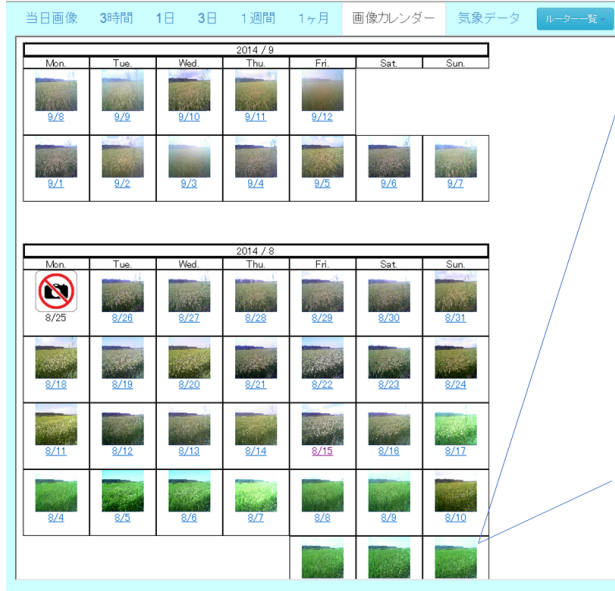 当日画像 3時間 1日 3日 1週間 1ヶ月 画像カレンダー 気象データ ルーター一覧
2014 / 9
Mon. Tue. Wed. Thu. Fri. Sat. Sun.
9/8 9/9 9/10 9/11 9/12
9/1 9/2 9/3 9/4 9/5 9/6 9/7
2014 / 8
Mon. Tue. Wed. Thu. Fri. Sat. Sun.
8/25 8/26 8/27 8/28 8/29 8/30 8/31
8/18 8/19 8/20 8/21 8/22 8/23 8/24
8/11 8/12 8/13 8/14 8/15 8/16 8/17
8/4 8/5 8/6 8/7 8/8 8/9 8/10